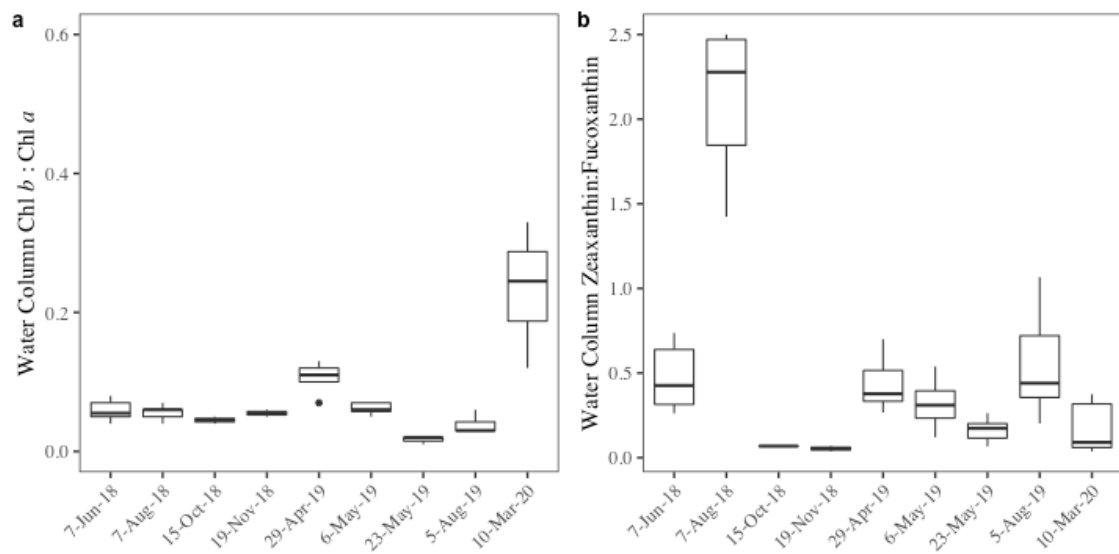 a
Water Column Chl b : Chl a
0.6
0.4
0.2
0.0
7-Jun-18
7-Aug-18
15-Oct-18
19-Nov-18
29-Apr-19
6-May-19
23-May-19
5-Aug-19
10-Mar-20
b
Water Column Zeaxanthin:Fucoxanthin
2.5
2.0
1.5
1.0
0.5
0.0
7-Jun-18
7-Aug-18
15-Oct-18
19-Nov-18
29-Apr-19
6-May-19
23-May-19
5-Aug-19
10-Mar-20